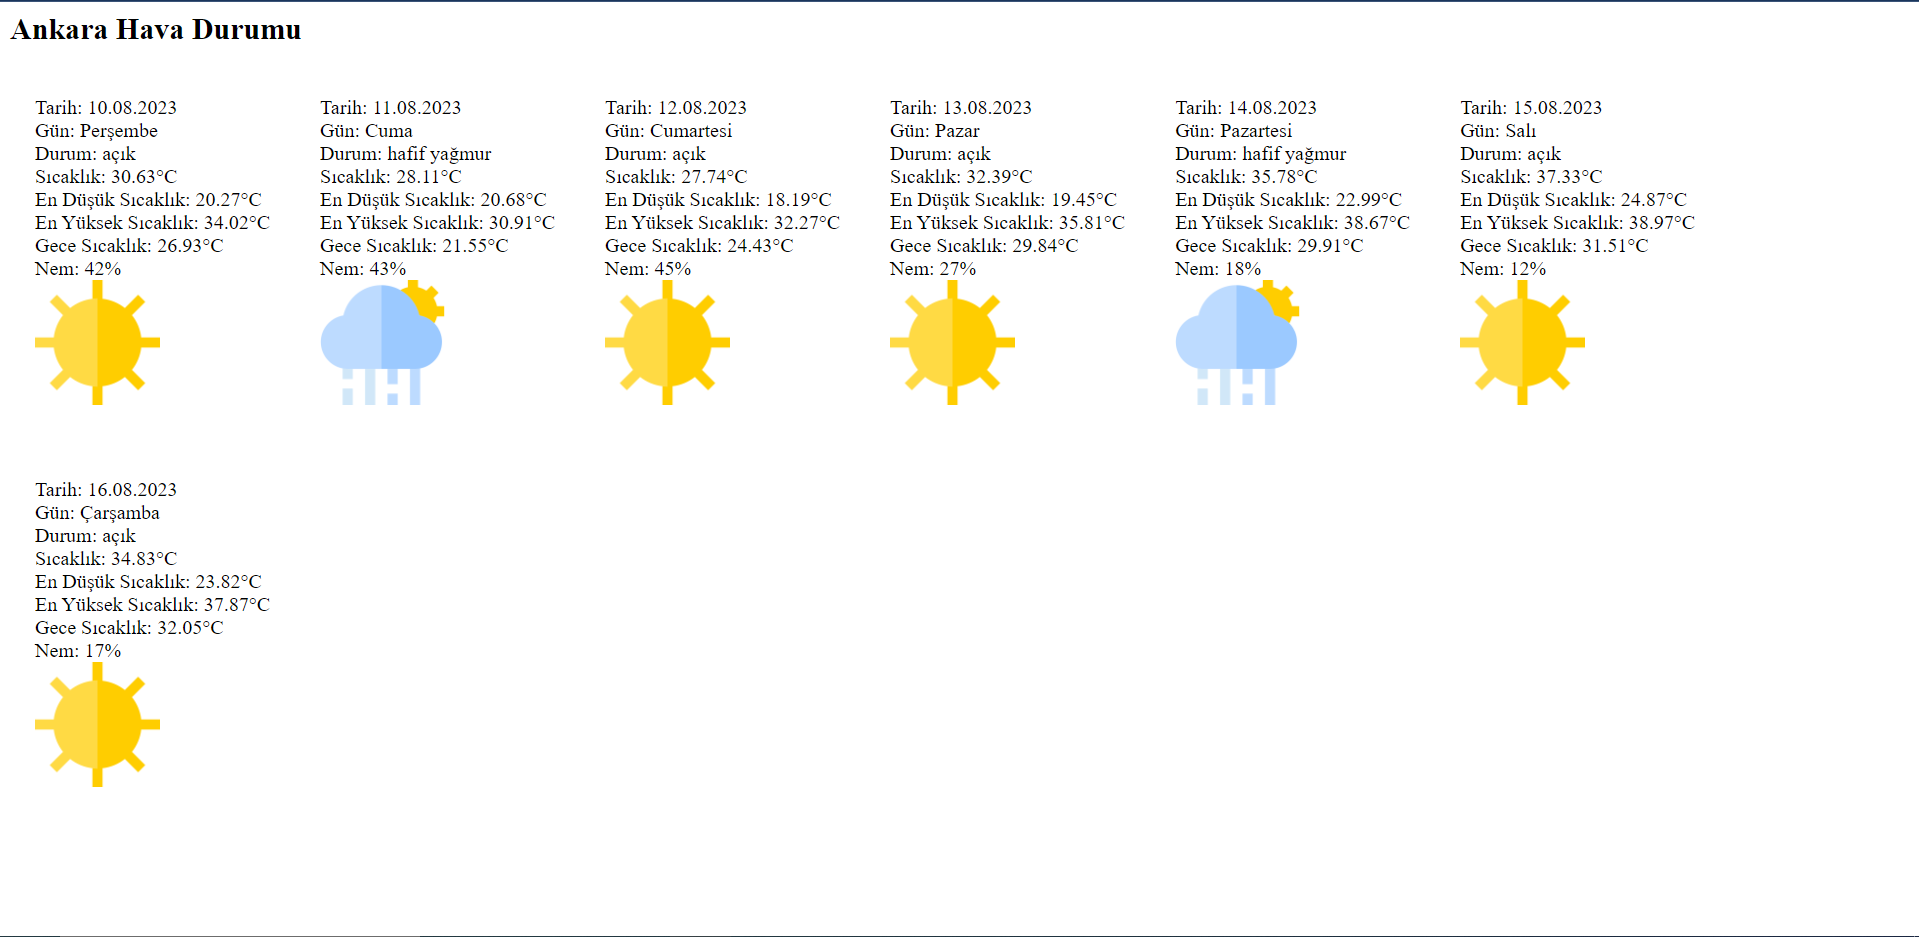 Ankara Hava Durumu
Tarih: 10.08.2023
Gün: Perşembe
Durum: açık
Sıcaklık: 30.63°C
En Düşük Sıcaklık: 20.27°C
En Yüksek Sıcaklık: 34.02°C
Gece Sıcaklık: 26.93°C
Nem: 42%
Tarih: 11.08.2023
Gün: Cuma
Durum: hafif yağmur
Sıcaklık: 28.11°C
En Düşük Sıcaklık: 20.68°C
En Yüksek Sıcaklık: 30.91°C
Gece Sıcaklık: 21.55°C
Nem: 43%
Tarih: 12.08.2023
Gün: Cumartesi
Durum: açık
Sıcaklık: 27.74°C
En Düşük Sıcaklık: 18.19°C
En Yüksek Sıcaklık: 32.27°C
Gece Sıcaklık: 24.43°C
Nem: 45%
Tarih: 13.08.2023
Gün: Pazar
Durum: açık
Sıcaklık: 32.39°C
En Düşük Sıcaklık: 19.45°C
En Yüksek Sıcaklık: 35.81°C
Gece Sıcaklık: 29.84°C
Nem: 27%
Tarih: 14.08.2023
Gün: Pazartesi
Durum: hafif yağmur
Sıcaklık: 35.78°C
En Düşük Sıcaklık: 22.99°C
En Yüksek Sıcaklık: 38.67°C
Gece Sıcaklık: 29.91°C
Nem: 18%
Tarih: 15.08.2023
Gün: Salı
Durum: açık
Sıcaklık: 37.33°C
En Düşük Sıcaklık: 24.87°C
En Yüksek Sıcaklık: 38.97°C
Gece Sıcaklık: 31.51°C
Nem: 12%
Tarih: 16.08.2023
Gün: Çarşamba
Durum: açık
Sıcaklık: 34.83°C
En Düşük Sıcaklık: 23.82°C
En Yüksek Sıcaklık: 37.87°C
Gece Sıcaklık: 32.05°C
Nem: 17%